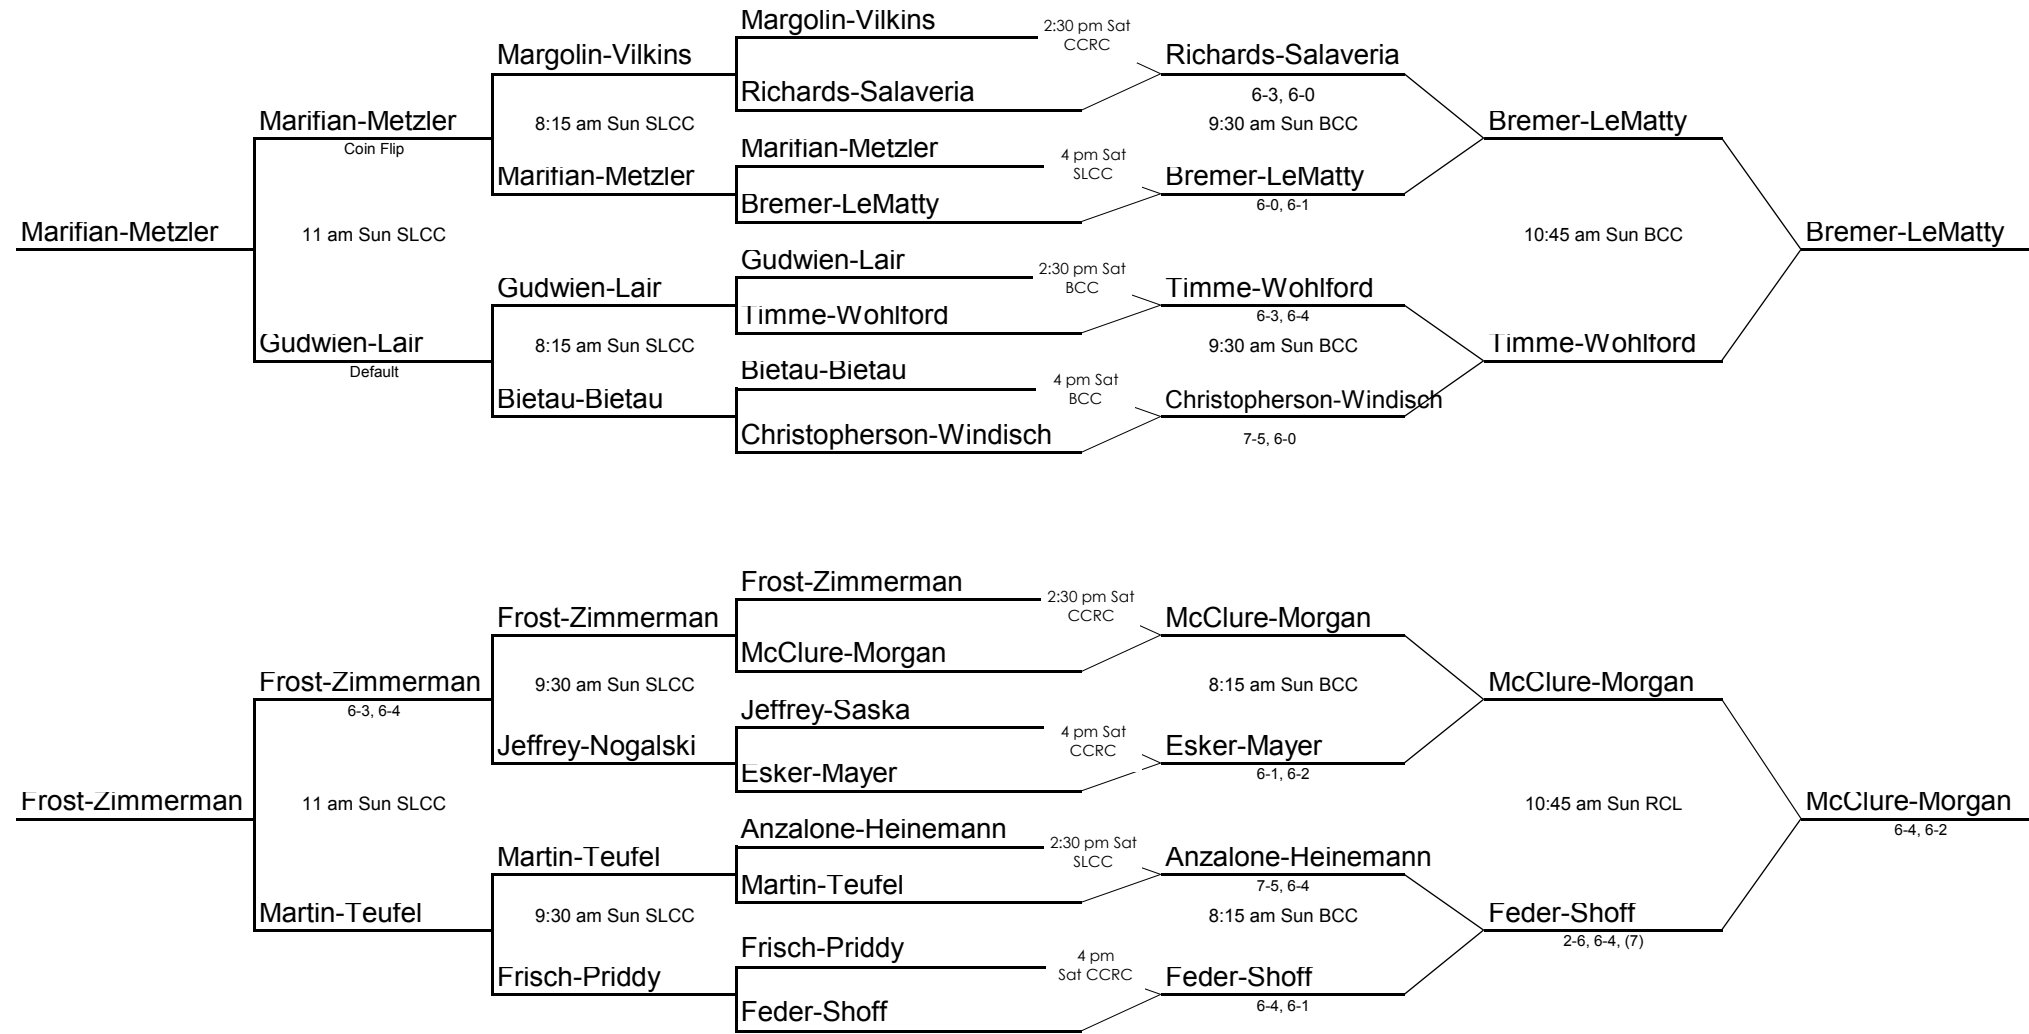 Margolin-Vilkins
2:30 pm Sat
CCRC
Margolin-Vilkins
Richards-Salaveria
Richards-Salaveria
6-3, 6-0
Marifian-Metzler
Coin Flip
8:15 am Sun SLCC
9:30 am Sun BCC
Bremer-LeMatty
Marifian-Metzler
4 pm Sat
SLCC
Marifian-Metzler
Bremer-LeMatty
6-0, 6-1
Bremer-LeMatty
Marifian-Metzler
11 am Sun SLCC
10:45 am Sun BCC
Bremer-LeMatty
Gudwien-Lair
2:30 pm Sat
BCC
Gudwien-Lair
Timme-Wohlford
6-3, 6-4
Timme-Wohlford
Gudwien-Lair
Default
8:15 am Sun SLCC
9:30 am Sun BCC
Timme-Wohlford
Bietau-Bietau
4 pm Sat
BCC
Bietau-Bietau
Christopherson-Windisch
7-5, 6-0
Christopherson-Windisch
Frost-Zimmerman
2:30 pm Sat
CCRC
Frost-Zimmerman
McClure-Morgan
McClure-Morgan
Frost-Zimmerman
6-3, 6-4
9:30 am Sun SLCC
8:15 am Sun BCC
McClure-Morgan
Jeffrey-Saska
4 pm Sat
CCRC
Jeffrey-Nogalski
Esker-Mayer
6-1, 6-2
Esker-Mayer
Frost-Zimmerman
11 am Sun SLCC
10:45 am Sun RCL
McClure-Morgan
6-4, 6-2
Anzalone-Heinemann
2:30 pm Sat
SLCC
Martin-Teufel
Anzalone-Heinemann
7-5, 6-4
Martin-Teufel
Martin-Teufel
9:30 am Sun SLCC
8:15 am Sun BCC
Feder-Shoff
2-6, 6-4, (7)
Frisch-Priddy
4 pm
Sat CCRC
Frisch-Priddy
Feder-Shoff
6-4, 6-1
Feder-Shoff